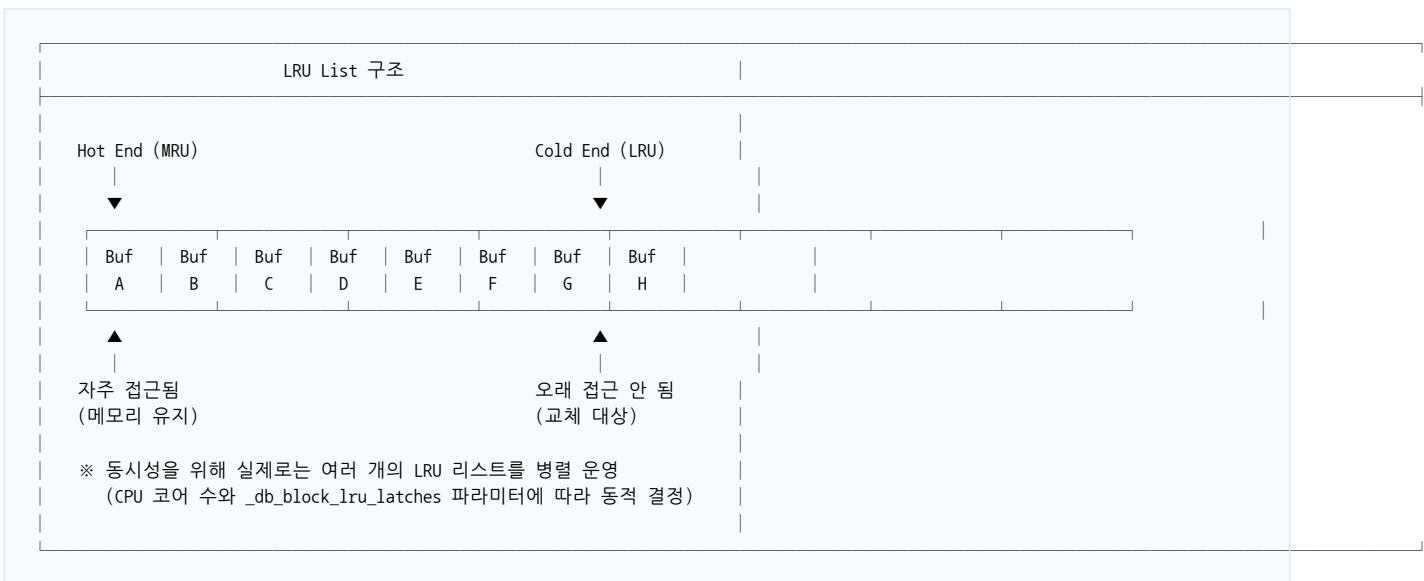 LRU List 구조
Hot End (MRU) Cold End (LRU)
Buf Buf Buf Buf Buf Buf Buf Buf
A B C D E F G H
자주 접근됨 오래 접근 안 됨
(메모리 유지) (교체 대상)
※ 동시성을 위해 실제로는 여러 개의 LRU 리스트를 병렬 운영
(CPU 코어 수와 _db_block_lru_latches 파라미터에 따라 동적 결정)